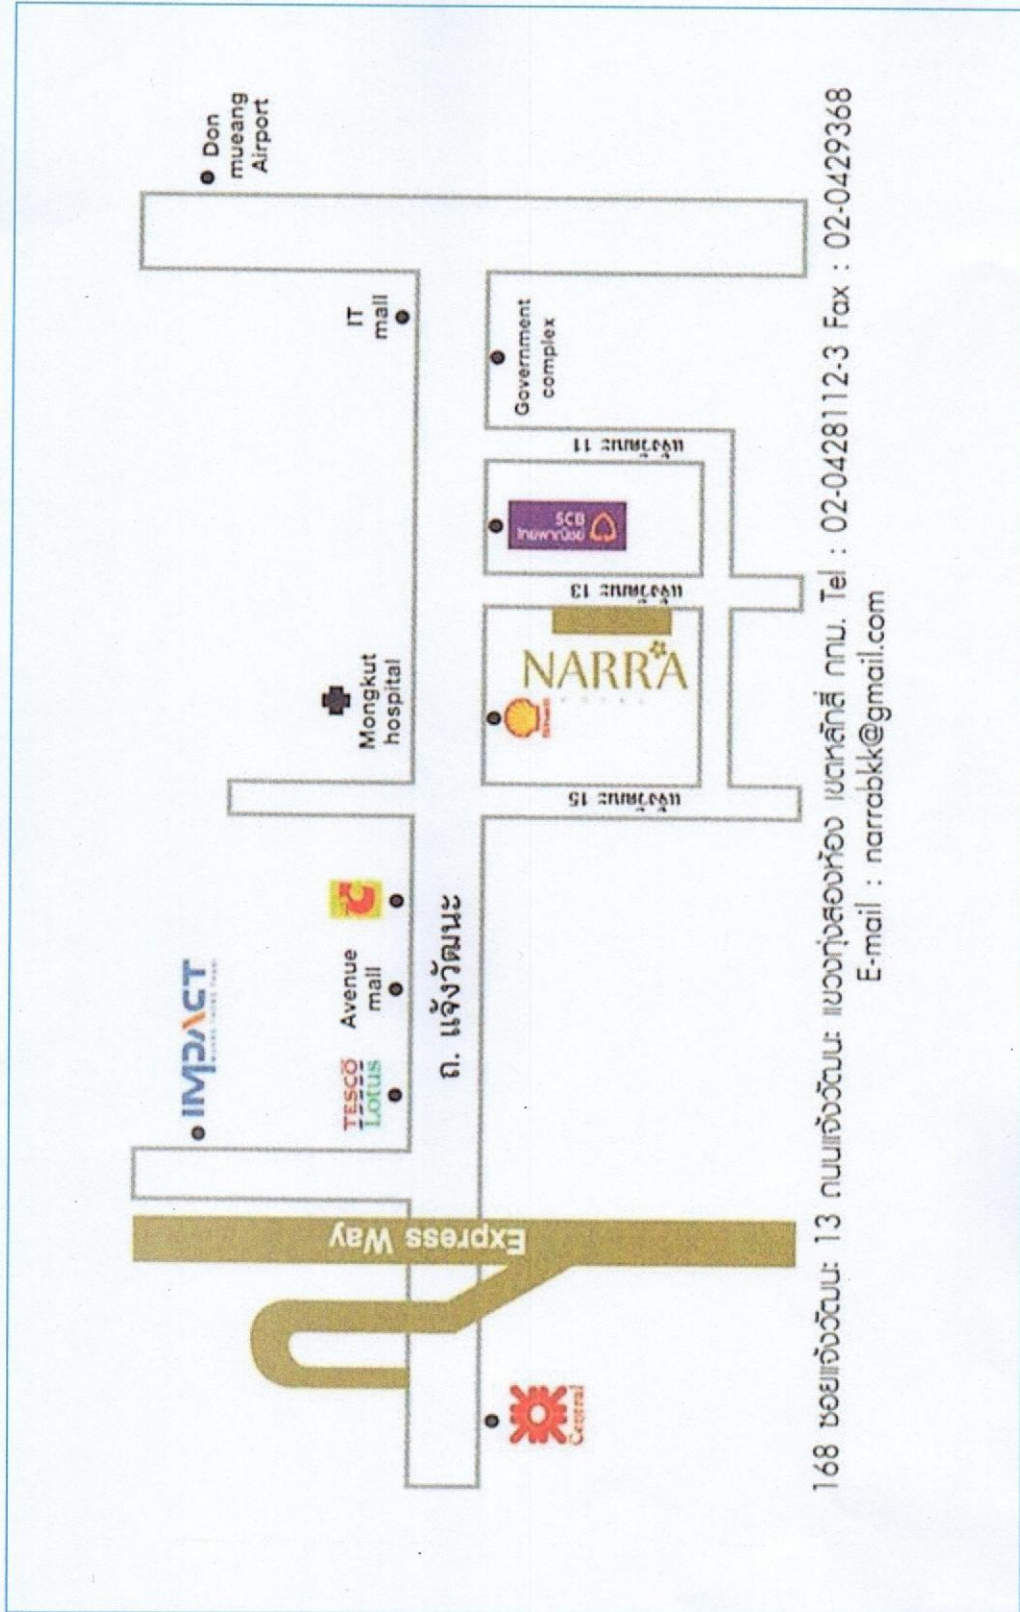 Don
mueang
Airport
IT
mall
Mongkut
hospital
IMPACT
Avenue
mall
TESCO
Lotus
Express Way
ถ. แจ้งวัฒนะ
Government
complex
แจ้งวัฒนะ 11
SCB
ไทยพาณิชย์
แจ้งวัฒนะ 13
NARRA
HOTEL
Shell
แจ้งวัฒนะ 15
Central
168 ซอยแจ้งวัฒนะ 13 ถนนแจ้งวัฒนะ แขวงทุ่งสองห้อง เขตหลักสี่ กทม. Tel : 02-0428112-3 Fax : 02-0429368
E-mail : narrabkk@gmail.com